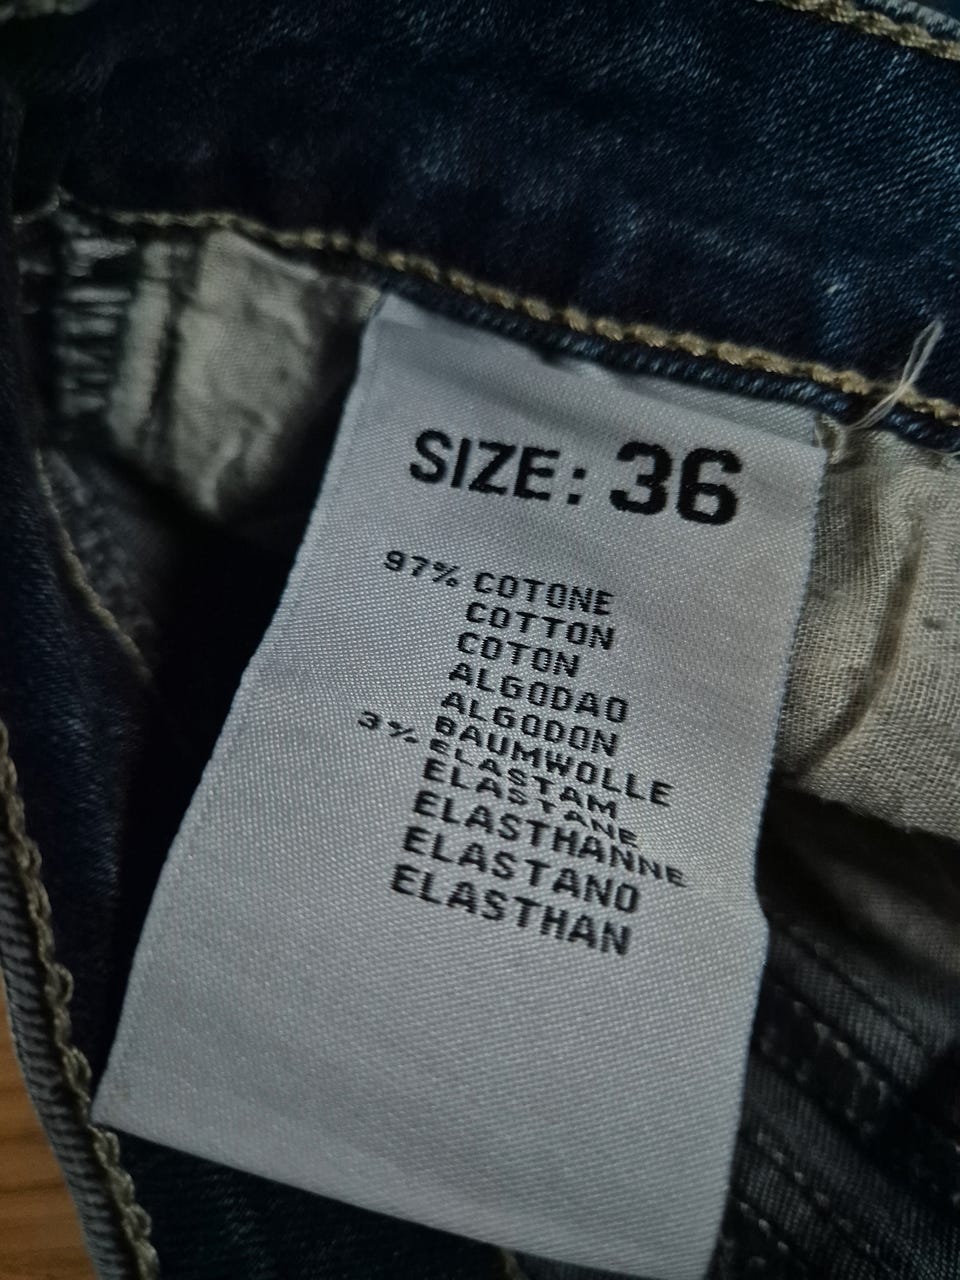 SIZE: 36
97% COTONE
COTTON
COTON
ALGODAO
ALGODON
BAUMWOLLE
3% ELASTAM
ELASTANE
ELASTHANNE
ELASTANO
ELASTHAN